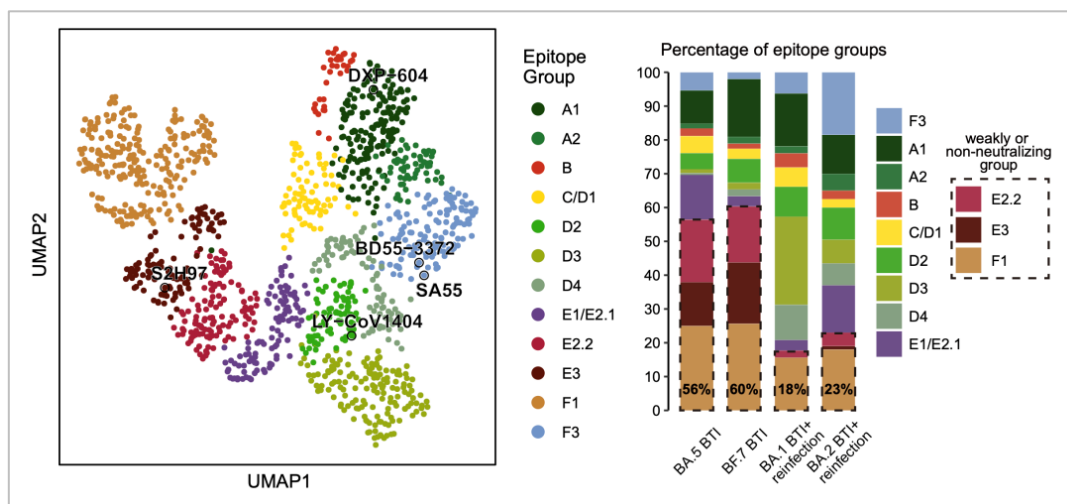 DXP-604
BD55-3372
S2H97
SA55
LY-CoV1404
UMAP2
UMAP1
Epitope
Group
A1
A2
B
C/D1
D2
D3
D4
E1/E2.1
E2.2
E3
F1
F3
Percentage of epitope groups
100
90
80
70
60
50
40
30
20
10
0
56%
60%
18%
23%
BA.5 BTI
BF.7 BTI
BA.1 BTI+
reinfection
BA.2 BTI+
reinfection
F3
A1
A2
B
C/D1
D2
D3
D4
E1/E2.1
weakly or
non-neutralizing
group
E2.2
E3
F1